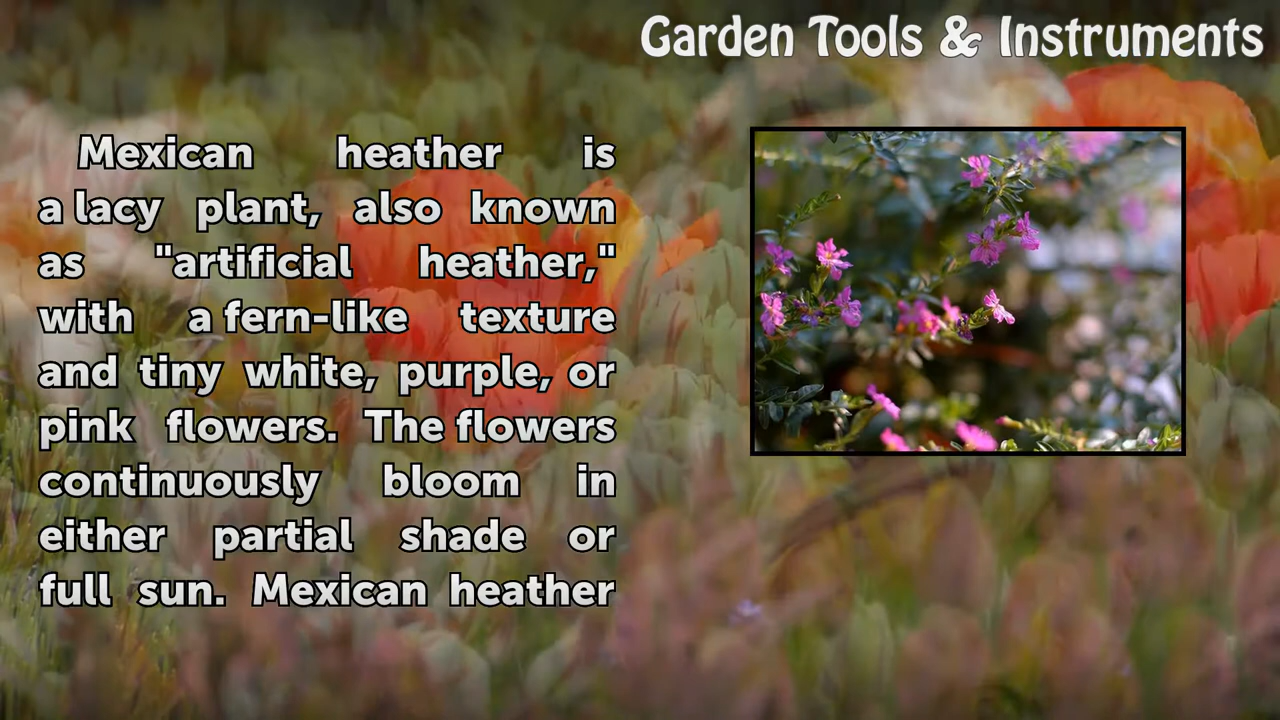 Garden Tools & Instruments
Mexican heather is
a lacy plant, also known
as "artificial heather,"
with a fern-like texture
and tiny white, purple, or
pink flowers. The flowers
continuously bloom in
either partial shade or
full sun. Mexican heather